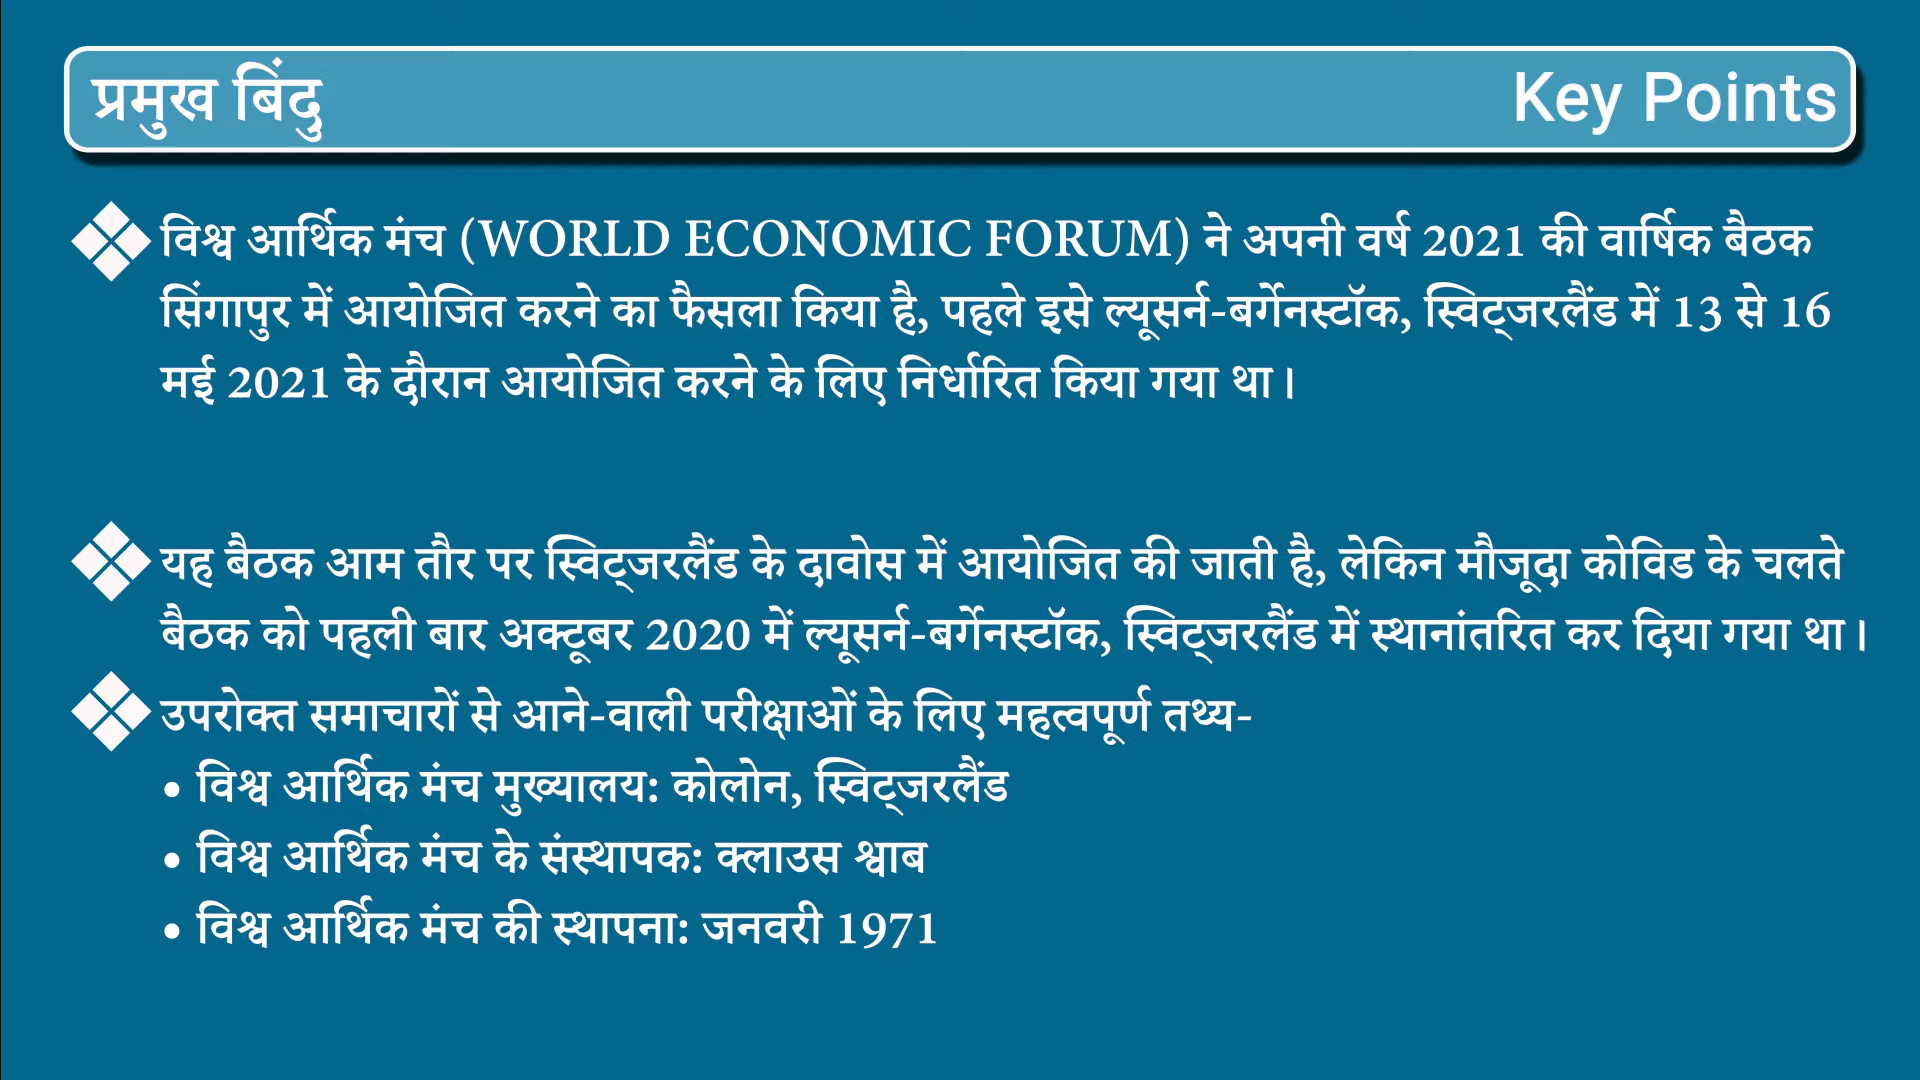 प्रमुख बिंदु
Key Points
विश्व आर्थिक मंच (WORLD ECONOMIC FORUM) ने अपनी वर्ष 2021 की वार्षिक बैठक
सिंगापुर में आयोजित करने का फैसला किया है, पहले इसे ल्यूसर्न-बर्गेनस्टॉक, स्विट्जरलैंड में 13 से 16
मई 2021 के दौरान आयोजित करने के लिए निर्धारित किया गया था।
यह बैठक आम तौर पर स्विट्जरलैंड के दावोस में आयोजित की जाती है, लेकिन मौजूदा कोविड के चलते
बैठक को पहली बार अक्टूबर 2020 में ल्यूसर्न-बर्गेनस्टॉक, स्विट्जरलैंड में स्थानांतरित कर दिया गया था।
उपरोक्त समाचारों से आने-वाली परीक्षाओं के लिए महत्वपूर्ण तथ्य-
• विश्व आर्थिक मंच मुख्यालय: कोलोन, स्विट्जरलैंड
• विश्व आर्थिक मंच के संस्थापक: क्लाउस श्वाब
• विश्व आर्थिक मंच की स्थापना: जनवरी 1971